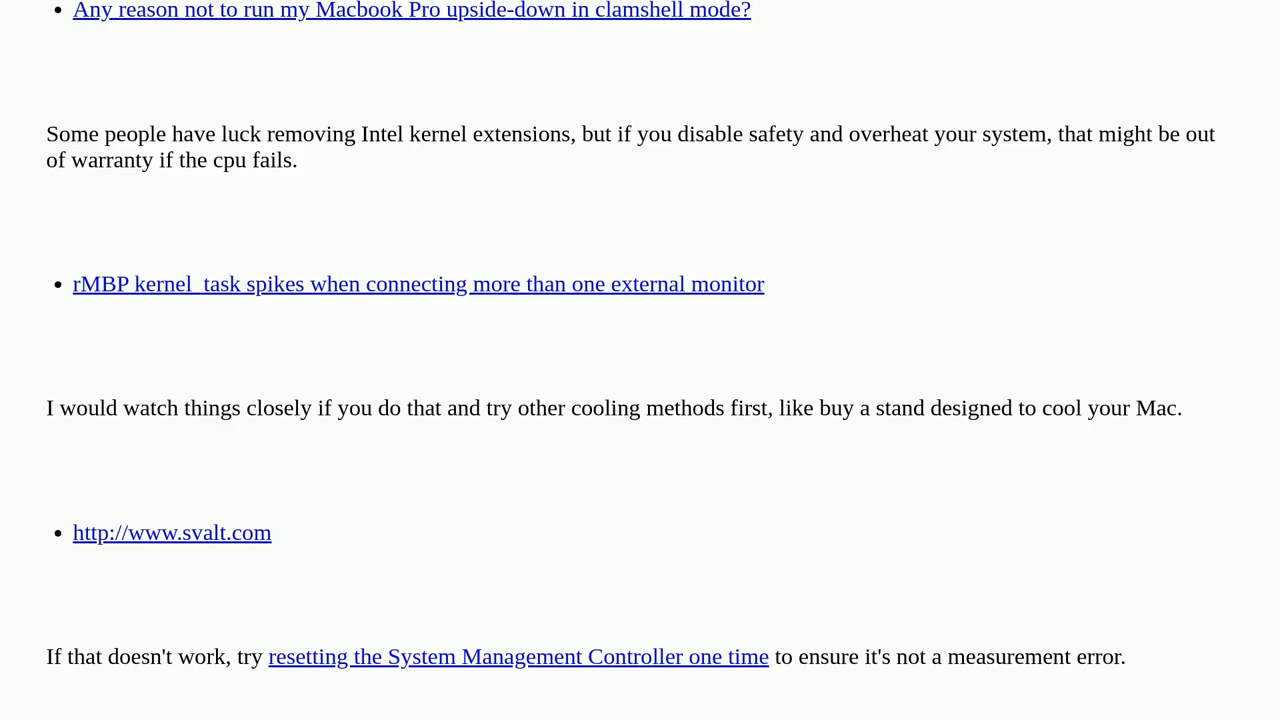 • Any reason not to run my Macbook Pro upside-down in clamshell mode?
Some people have luck removing Intel kernel extensions, but if you disable safety and overheat your system, that might be out
of warranty if the cpu fails.
• rMBP kernel_task spikes when connecting more than one external monitor
I would watch things closely if you do that and try other cooling methods first, like buy a stand designed to cool your Mac.
• http://www.svalt.com
If that doesn't work, try resetting the System Management Controller one time to ensure it's not a measurement error.